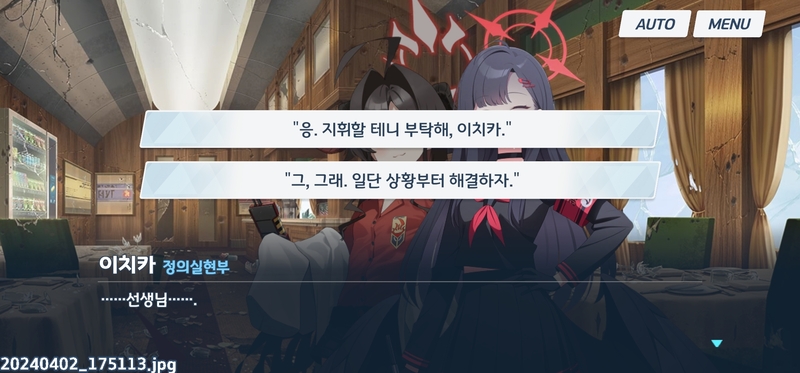 AUTO
MENU
"응. 지휘할 테니 부탁해, 이치카."
"그, 그래. 일단 상황부터 해결하자."
이치카 정의실현부
……선생님…….
20240402_175113.jpg